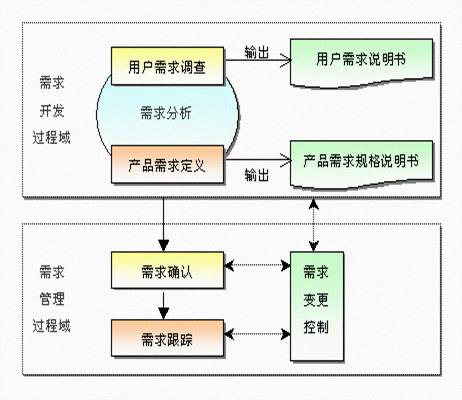 需求
开发
过程域
用户需求调查
输出
用户需求说明书
需求分析
产品需求定义
输出
产品需求规格说明书
需求
管理
过程域
需求确认
需求跟踪
需求
变更
控制